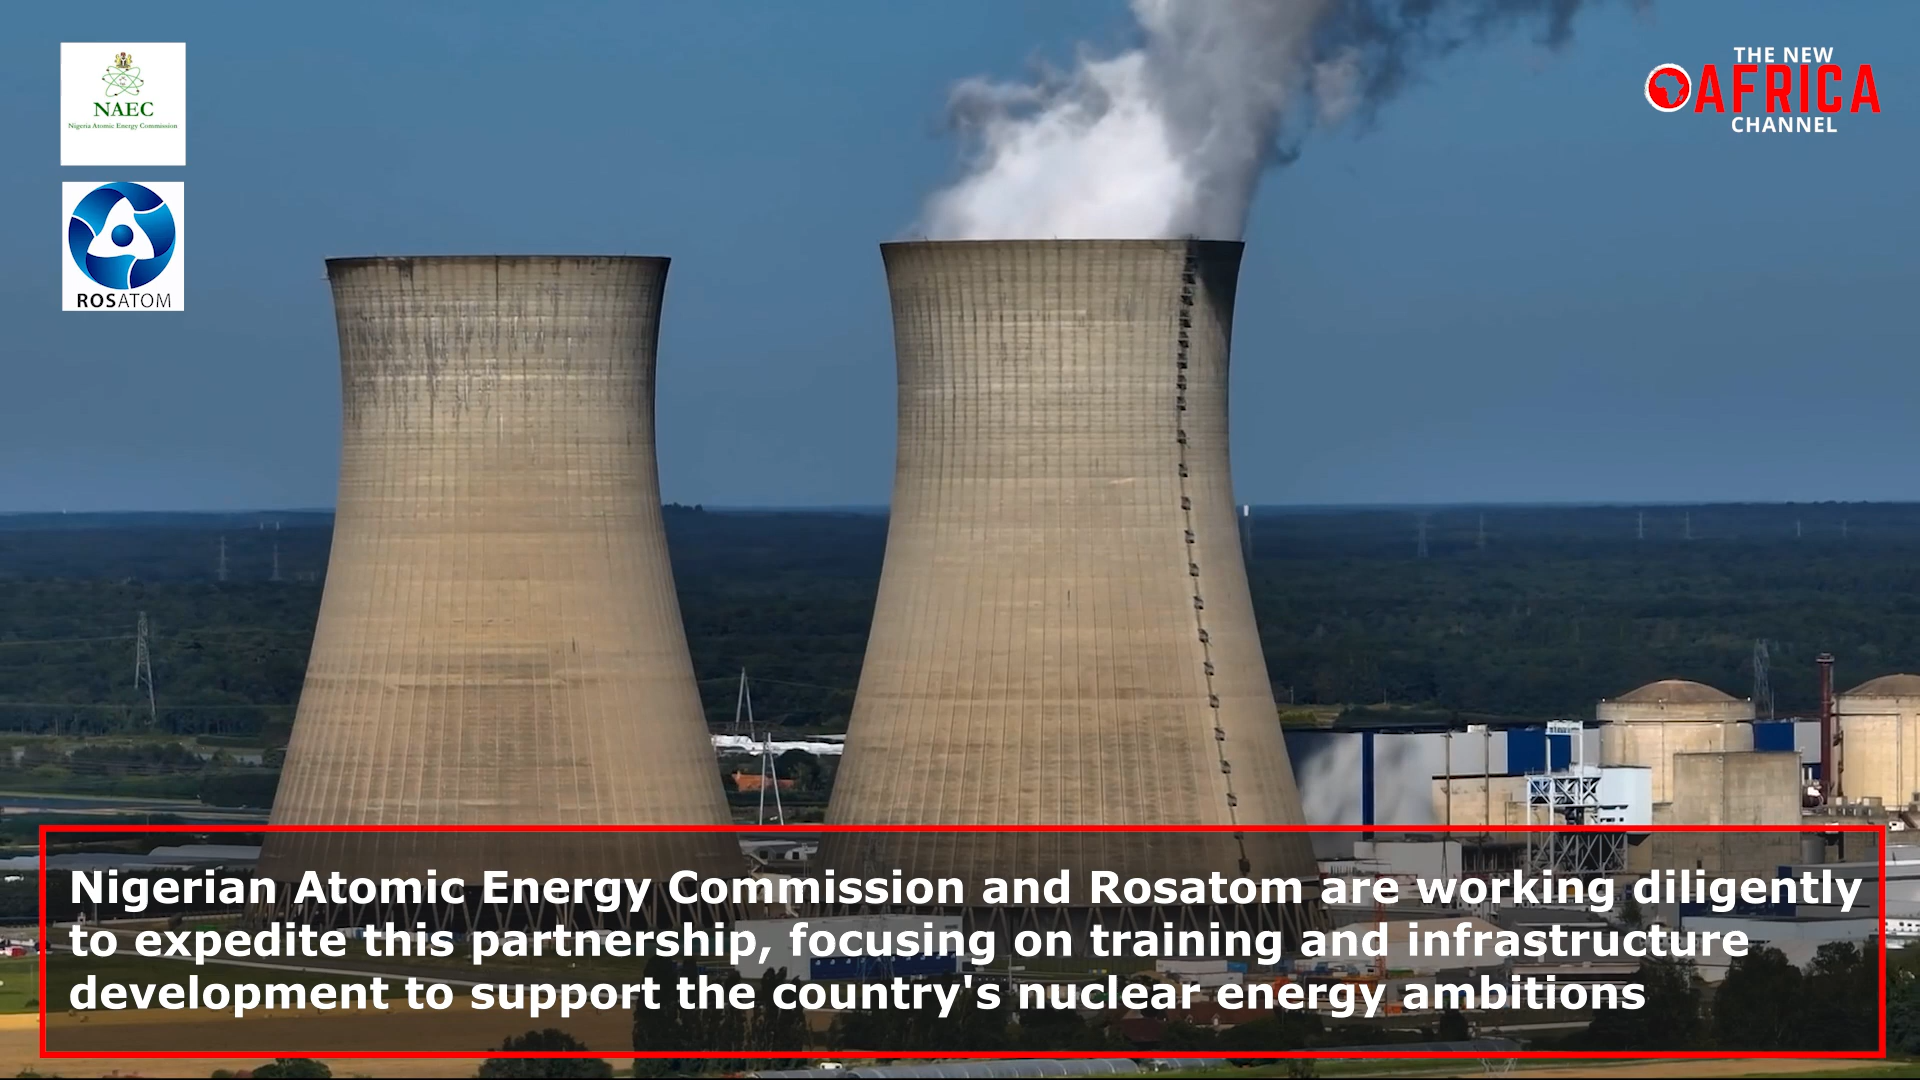 NAEC
Nigeria Atomic Energy Commission
ROSATOM
THE NEW
AFRICA
CHANNEL
Nigerian Atomic Energy Commission and Rosatom are working diligently
to expedite this partnership, focusing on training and infrastructure
development to support the country's nuclear energy ambitions